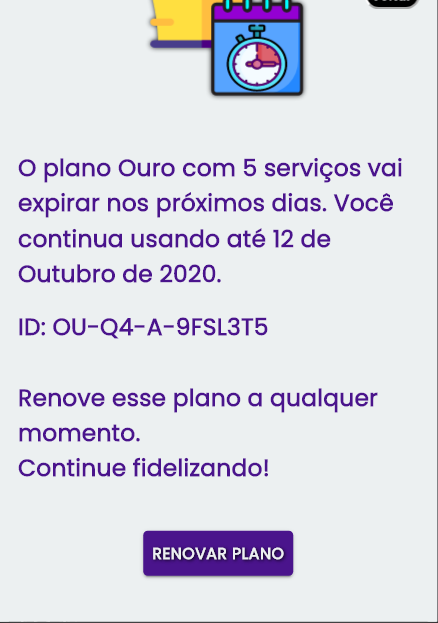 O plano Ouro com 5 serviços vai
expirar nos próximos dias. Você
continua usando até 12 de
Outubro de 2020.
ID: OU-Q4-A-9FSL3T5
Renove esse plano a qualquer
momento.
Continue fidelizando!
RENOVAR PLANO